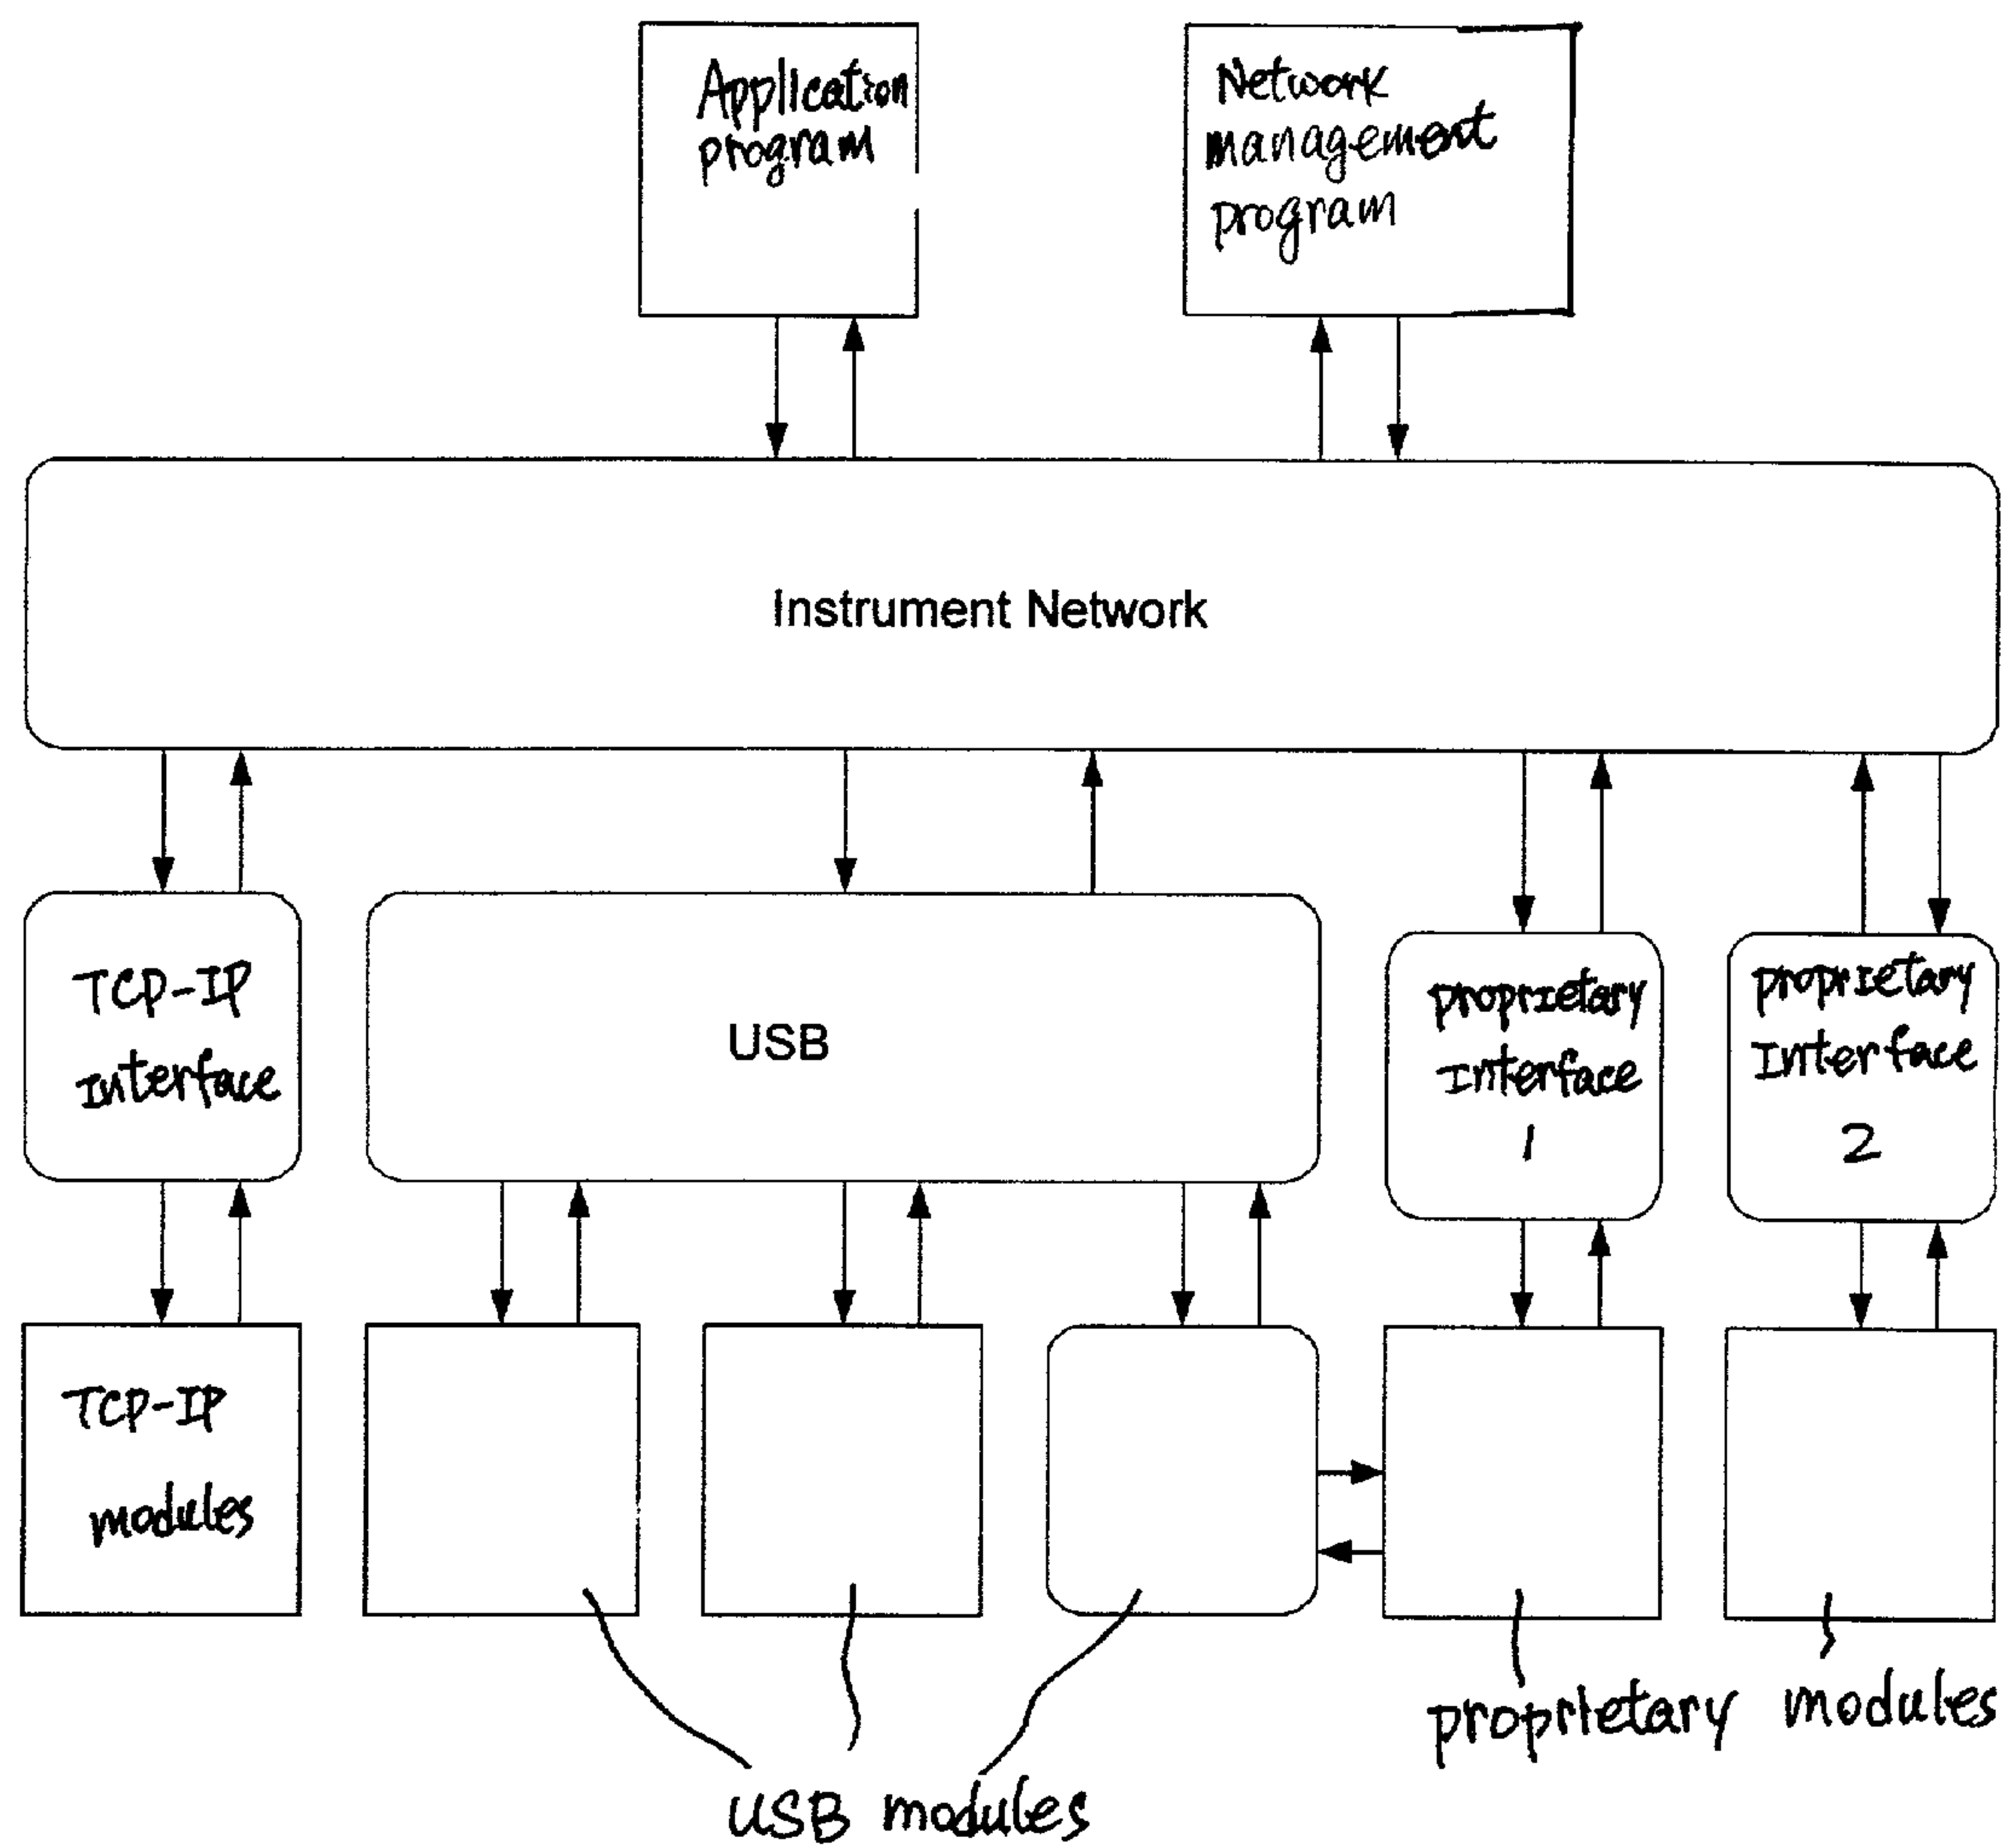 Application
program
Network
management
program
Instrument Network
TCP-IP
Interface
USB
proprietary
Interface
1
proprietary
Interface
2
TCP-IP
modules
proprietary modules
USB modules